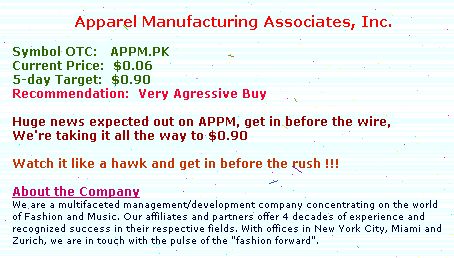 Apparel Manufacturing Associates, Inc.
Symbol OTC: APPM.PK
Current Price: $0.06
5-day Target: $0.90
Recommendation: Very Agressive Buy
Huge news expected out on APPM, get in before the wire,
We're taking it all the way to $0.90
Watch it like a hawk and get in before the rush !!!
About the Company
We are a multifaceted management/development company concentrating on the world
of Fashion and Music. Our affiliates and partners offer 4 decades of experience and
recognized success in their respective fields. With offices in New York City, Miami and
Zurich, we are in touch with the pulse of the "fashion forward".